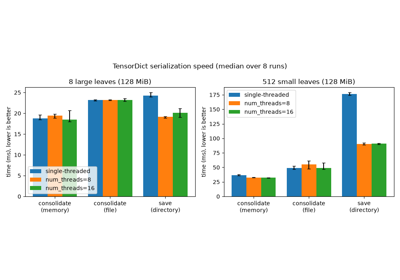 TensorDict serialization speed (median over 8 runs)
8 large leaves (128 MiB)
time (ms), lower is better
25
20
15
10
5
0
single-threaded
num_threads=8
num_threads=16
consolidate
(memory)
consolidate
(file)
save
(directory)
512 small leaves (128 MiB)
time (ms), lower is better
175
150
125
100
75
50
25
0
single-threaded
num_threads=8
num_threads=16
consolidate
(memory)
consolidate
(file)
save
(directory)